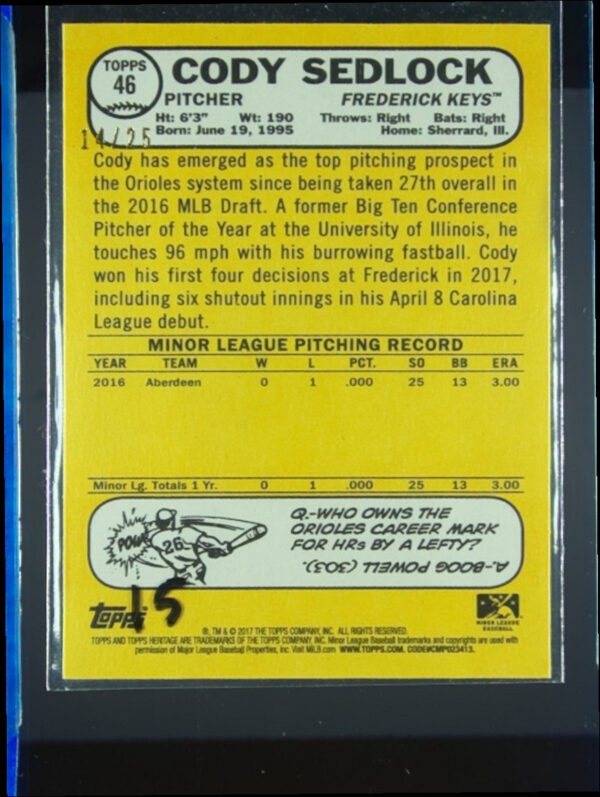 TOPPS
46
CODY SEDLOCK
PITCHER FREDERICK KEYS™
Ht: 6'3" Wt: 190 Throws: Right Bats: Right
Born: June 19, 1995 Home: Sherrard, Ill.
14/25
Cody has emerged as the top pitching prospect in
the Orioles system since being taken 27th overall in
the 2016 MLB Draft. A former Big Ten Conference
Pitcher of the Year at the University of Illinois, he
touches 96 mph with his burrowing fastball. Cody
won his first four decisions at Frederick in 2017,
including six shutout innings in his April 8 Carolina
League debut.
MINOR LEAGUE PITCHING RECORD
YEAR TEAM W L PCT. SO BB ERA
2016 Aberdeen 0 1 .000 25 13 3.00
Minor Lg. Totals 1 Yr. 0 1 .000 25 13 3.00
POW!
26
Q.-WHO OWNS THE
ORIOLES CAREER MARK
FOR HRs BY A LEFTY?
A.-BOOG POWELL (303).
topps
15
MINOR LEAGUE
BASEBALL
®, TM & © 2017 THE TOPPS COMPANY, INC. ALL RIGHTS RESERVED.
TOPPS AND TOPPS HERITAGE ARE TRADEMARKS OF THE TOPPS COMPANY, INC. Minor League Baseball trademarks and copyrights are used with
permission of Major League Baseball Properties, Inc. Visit MiLB.com WWW.TOPPS.COM. CODE#CMP023413.